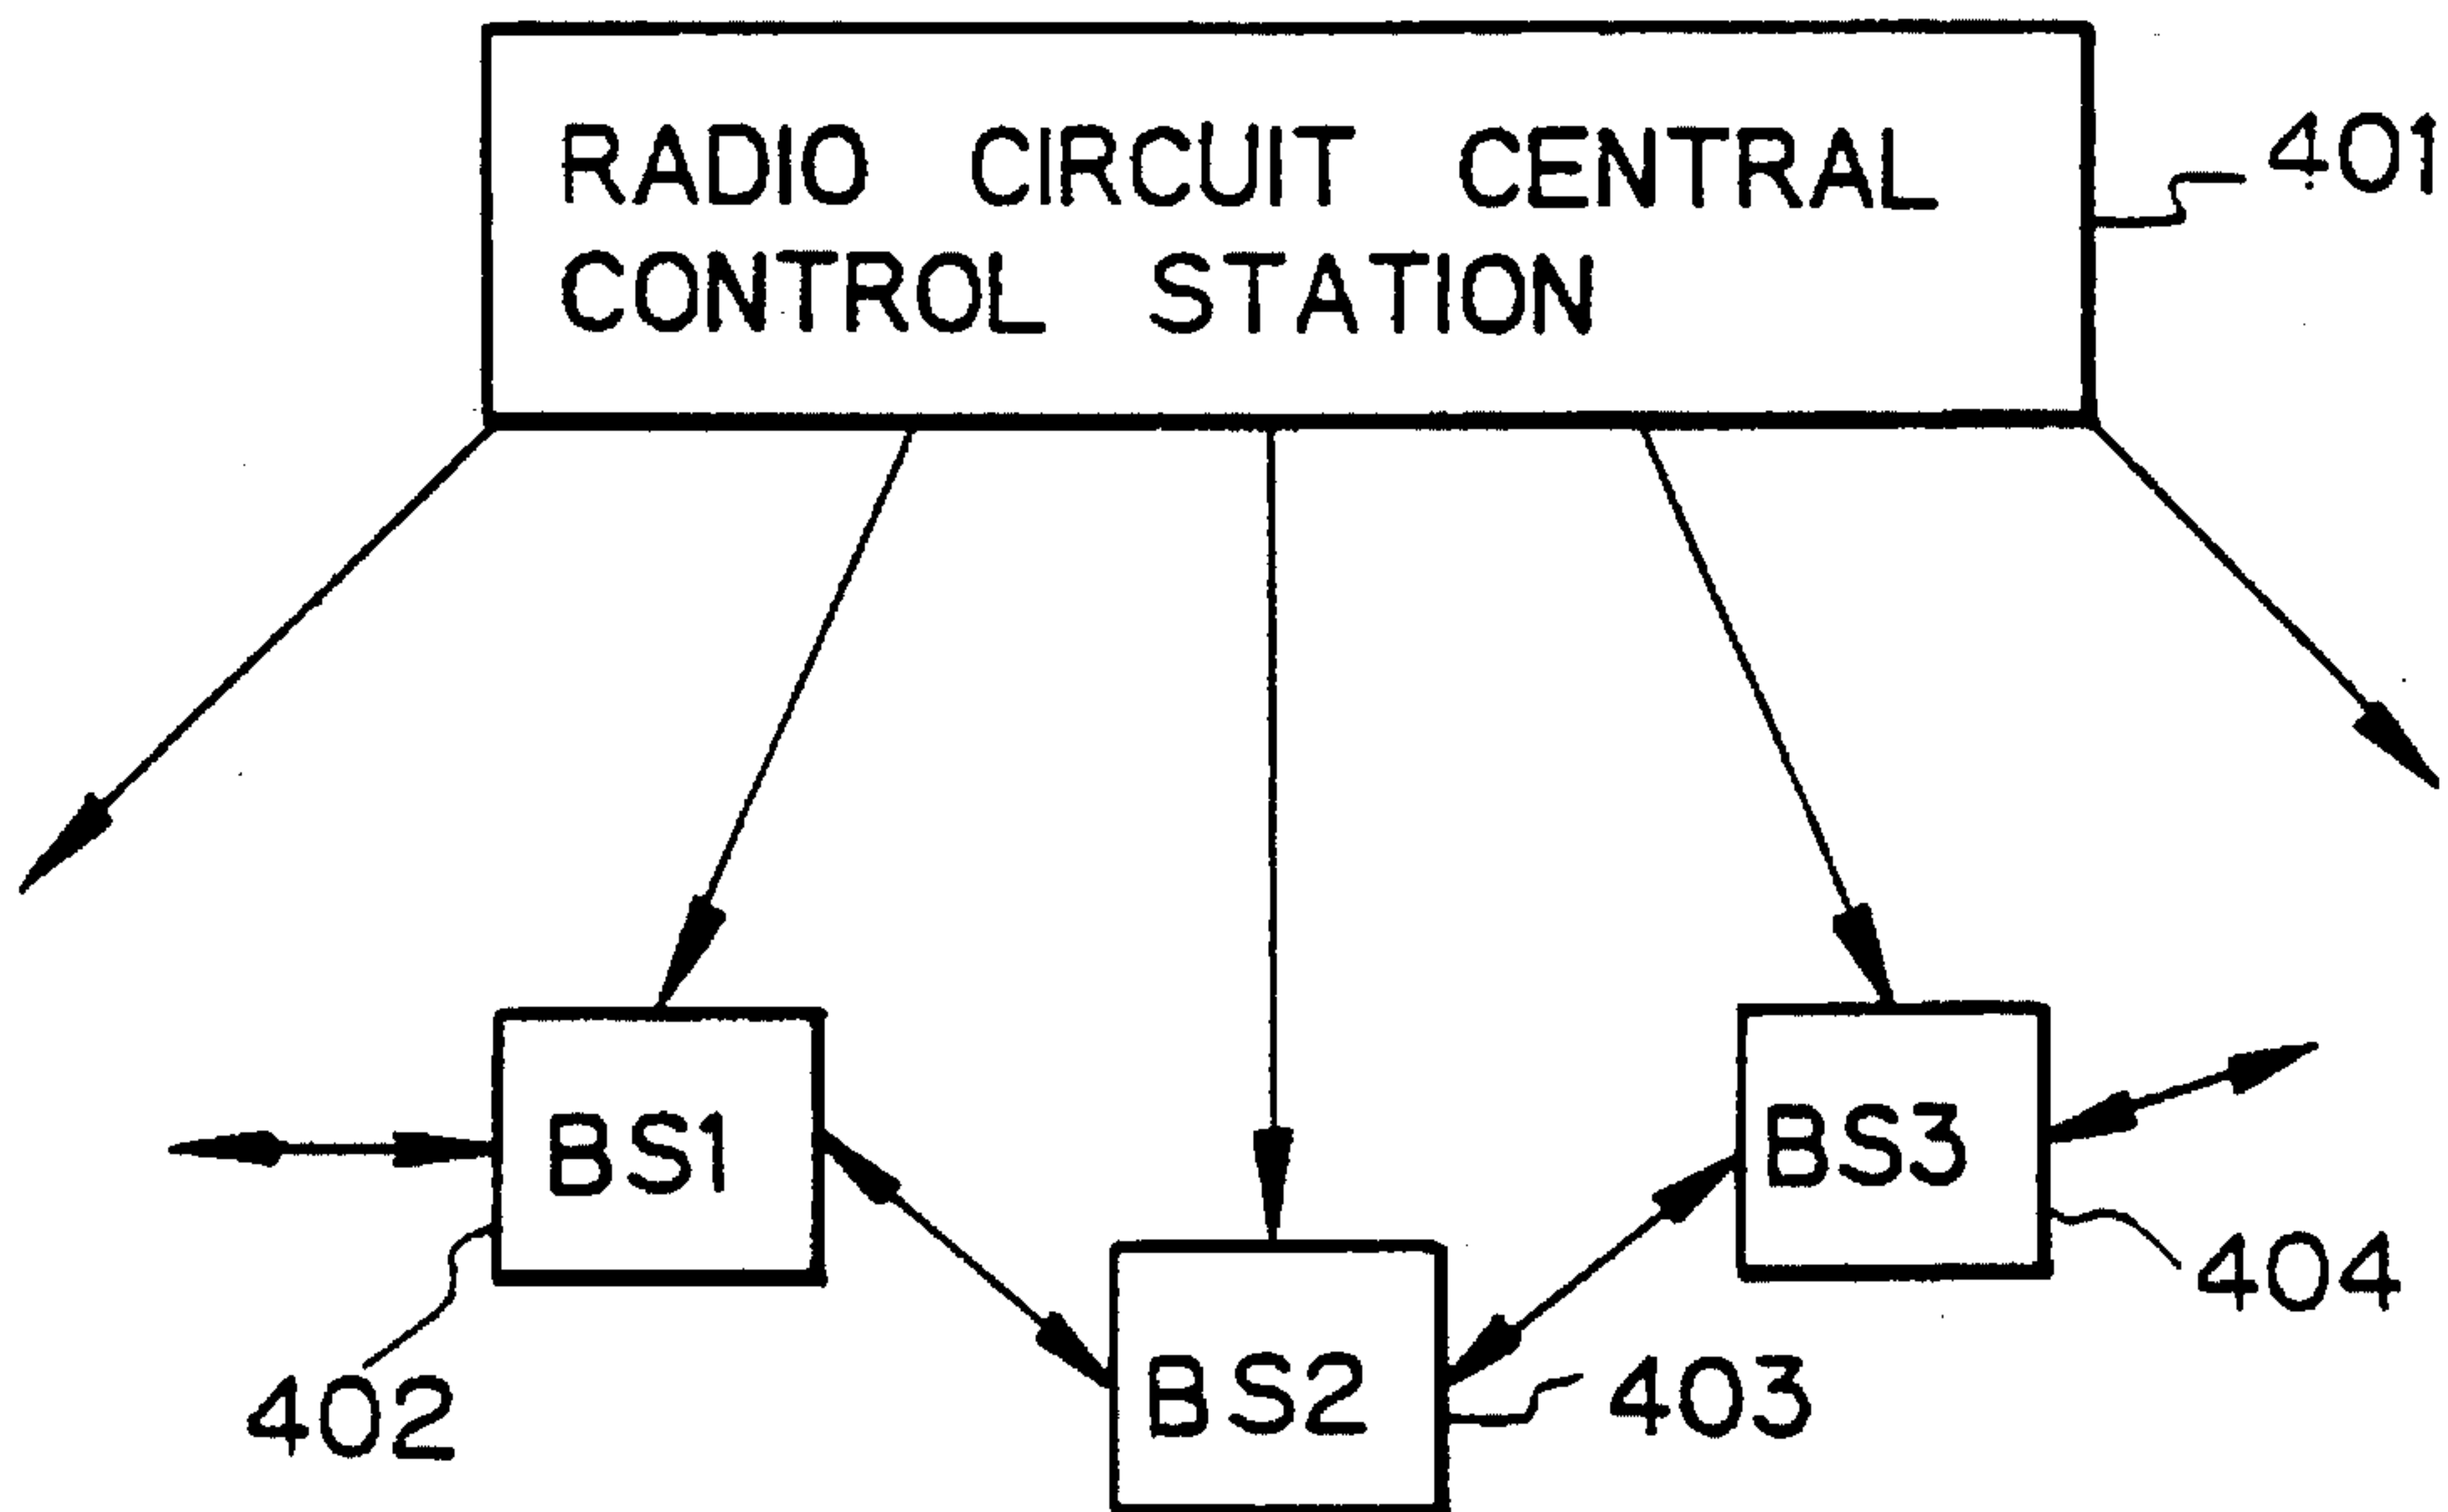 RADIO CIRCUIT CENTRAL
CONTROL STATION
401
BS1
BS3
404
402
BS2
403